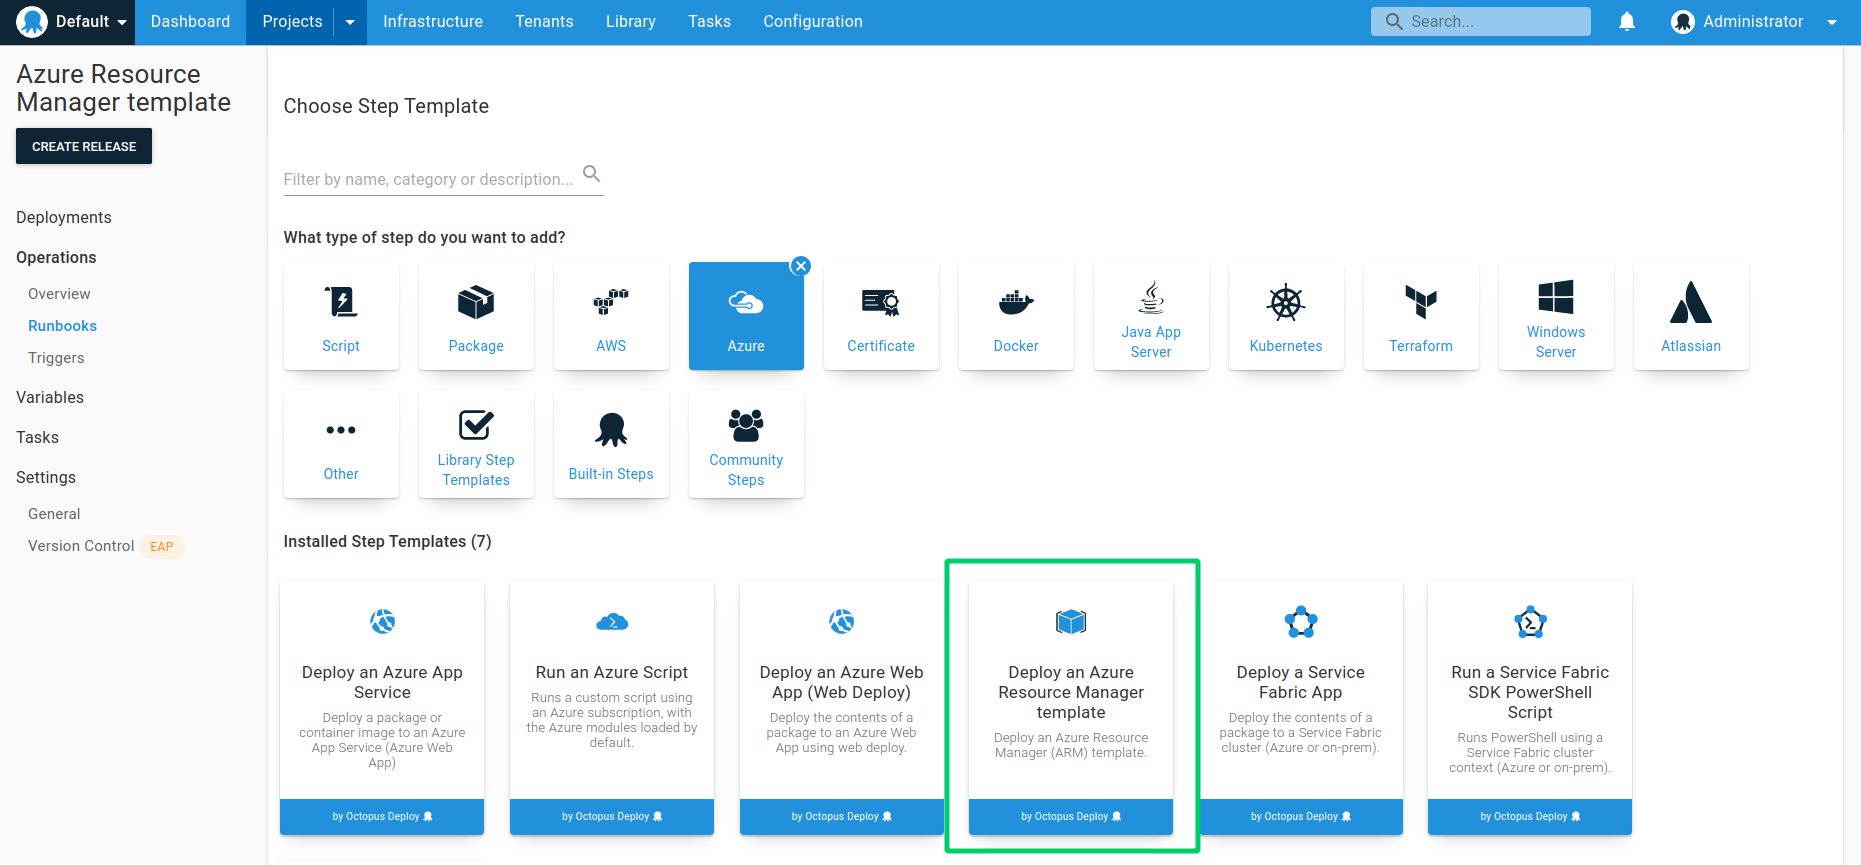 Default
Dashboard
Projects
Infrastructure
Tenants
Library
Tasks
Configuration
Search...
Administrator
Azure Resource
Manager template
CREATE RELEASE
Deployments
Operations
Overview
Runbooks
Triggers
Variables
Tasks
Settings
General
Version Control EAP
Choose Step Template
Filter by name, category or description...
What type of step do you want to add?
Script
Package
AWS
Azure
Certificate
Docker
Java App
Server
Kubernetes
Terraform
Windows
Server
Atlassian
Other
Library Step
Templates
Built-in Steps
Community
Steps
Installed Step Templates (7)
Deploy an Azure App
Service
Deploy a package or
container image to an Azure
App Service (Azure Web
App)
by Octopus Deploy
Run an Azure Script
Runs a custom script using
an Azure subscription, with
the Azure modules loaded by
default.
by Octopus Deploy
Deploy an Azure Web
App (Web Deploy)
Deploy the contents of a
package to an Azure Web
App using web deploy.
by Octopus Deploy
Deploy an Azure
Resource Manager
template
Deploy an Azure Resource
Manager (ARM) template.
by Octopus Deploy
Deploy a Service
Fabric App
Deploy the contents of a
package to a Service Fabric
cluster (Azure or on-prem).
by Octopus Deploy
Run a Service Fabric
SDK PowerShell
Script
Runs PowerShell using a
Service Fabric cluster
context (Azure or on-prem).
by Octopus Deploy